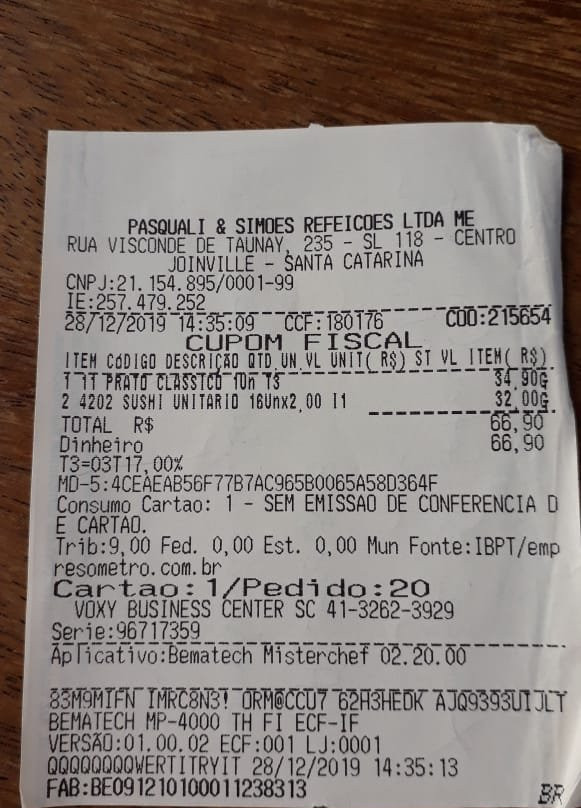 PASQUALI & SIMOES REFEICOES LTDA ME
RUA VISCONDE DE TAUNAY, 235 - SL 118 - CENTRO
JOINVILLE - SANTA CATARINA
CNPJ:21.154.895/0001-99
IE:257.479.252
28/12/2019 14:35:09 CCF:180176 COO:215654
CUPOM FISCAL
ITEM CÓDIGO DESCRIÇÃO QTD UN VL UNIT( R$) ST VL ITEM( R$)
1 11 PRATO CLASSICO 1Un T3 34,90G
2 4202 SUSHI UNITARIO 16Unx2,00 I1 32,00G
TOTAL R$ 66,90
Dinheiro 66,90
T3=03T17,00%
MD-5:4CEAEAB56F77B7AC965B0065A58D364F
Consumo Cartao: 1 - SEM EMISSAO DE CONFERENCIA D
E CARTAO.
Trib:9,00 Fed. 0,00 Est. 0,00 Mun Fonte:IBPT/emp
resometro.com.br
Cartao:1/Pedido:20
VOXY BUSINESS CENTER SC 41-3262-3929
Serie:96717359
Aplicativo:Bematech Misterchef 02.20.00
83M9MIFN IMRC8N3! ORM@CCU7 62H3HEDK AJQ9393UIJLT
BEMATECH MP-4000 TH FI ECF-IF
VERSÃO:01.00.02 ECF:001 LJ:0001
QQQQQQQQWERTITRYIT 28/12/2019 14:35:13
FAB:BE091210100011238313 BR